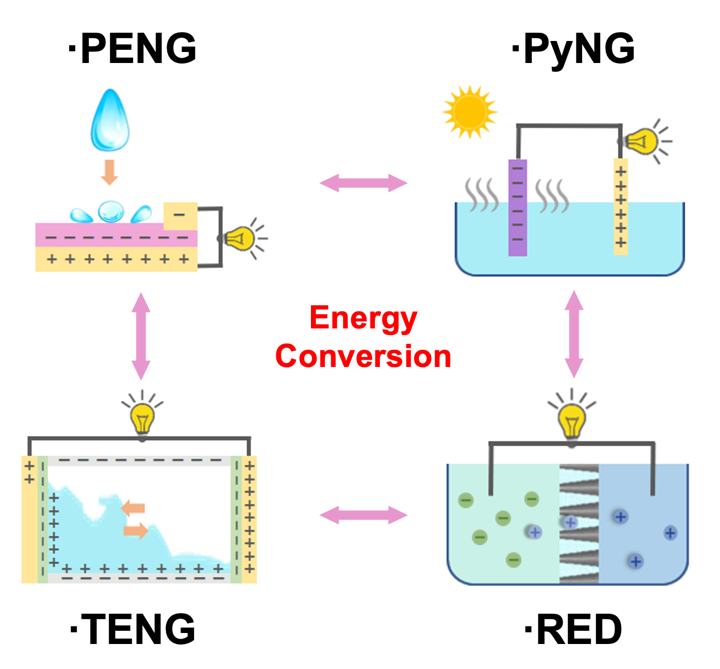 ·PENG
·PyNG
Energy
Conversion
·TENG
·RED